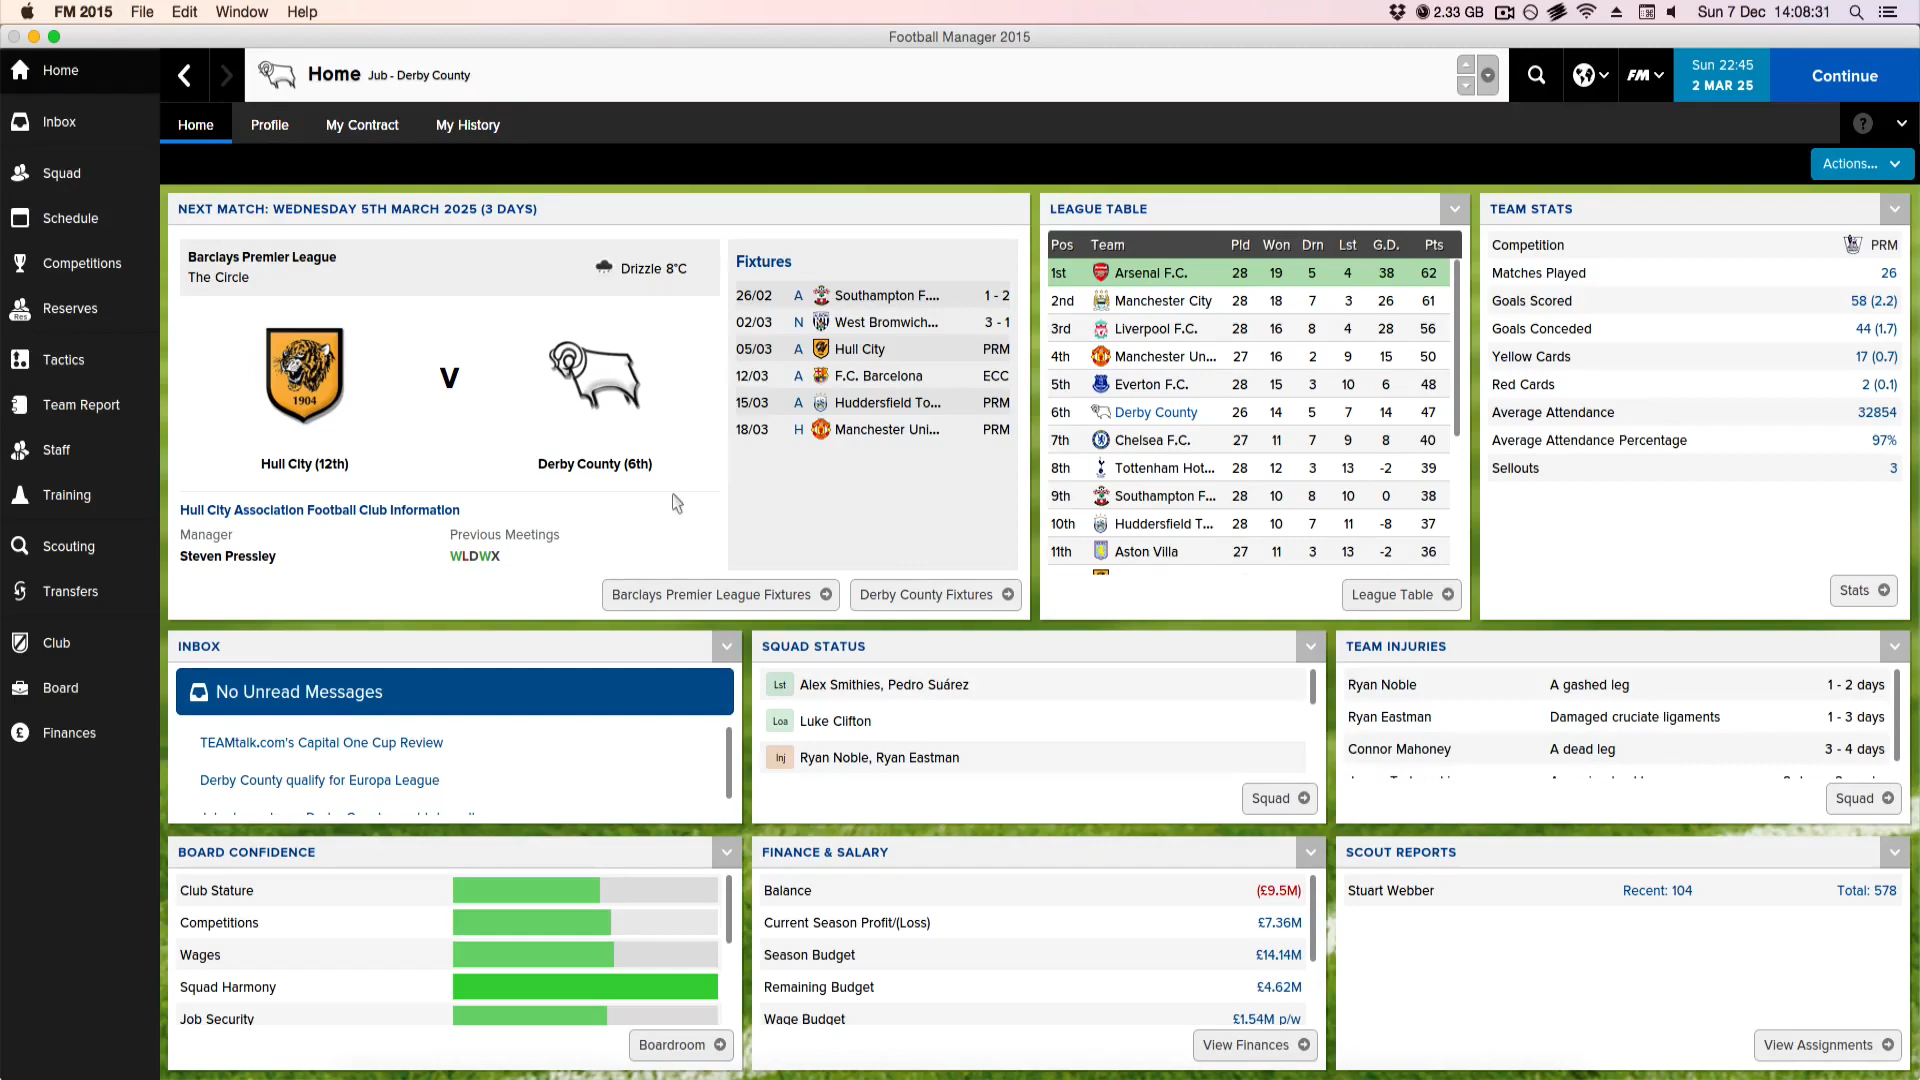 FM 2015 File Edit Window Help 2.33 GB Sun 7 Dec 14:08:31
Football Manager 2015
Home Jub - Derby County FM Sun 22:45 2 MAR 25 Continue
Home Profile My Contract My History ?
Actions...
Home
Inbox
Squad
Schedule
Competitions
Res Reserves
Tactics
Team Report
Staff
Training
Scouting
Transfers
Club
Board
£ Finances
NEXT MATCH: WEDNESDAY 5TH MARCH 2025 (3 DAYS)
Barclays Premier League
The Circle
Drizzle 8°C
1904
V
Hull City (12th) Derby County (6th)
Hull City Association Football Club Information
Manager Previous Meetings
Steven Pressley WLDWX
Fixtures
26/02 A Southampton F.... 1 - 2
02/03 N West Bromwich... 3 - 1
05/03 A Hull City PRM
12/03 A F.C. Barcelona ECC
15/03 A Huddersfield To... PRM
18/03 H Manchester Uni... PRM
Barclays Premier League Fixtures Derby County Fixtures
LEAGUE TABLE
Pos Team Pld Won Drn Lst G.D. Pts
1st Arsenal F.C. 28 19 5 4 38 62
2nd Manchester City 28 18 7 3 26 61
3rd Liverpool F.C. 28 16 8 4 28 56
4th Manchester Un... 27 16 2 9 15 50
5th Everton F.C. 28 15 3 10 6 48
6th Derby County 26 14 5 7 14 47
7th Chelsea F.C. 27 11 7 9 8 40
8th Tottenham Hot... 28 12 3 13 -2 39
9th Southampton F... 28 10 8 10 0 38
10th Huddersfield T... 28 10 7 11 -8 37
11th Aston Villa 27 11 3 13 -2 36
League Table
TEAM STATS
Competition PRM
Matches Played 26
Goals Scored 58 (2.2)
Goals Conceded 44 (1.7)
Yellow Cards 17 (0.7)
Red Cards 2 (0.1)
Average Attendance 32854
Average Attendance Percentage 97%
Sellouts 3
Stats
INBOX
No Unread Messages
TEAMtalk.com's Capital One Cup Review
Derby County qualify for Europa League
SQUAD STATUS
Lst Alex Smithies, Pedro Suárez
Loa Luke Clifton
Inj Ryan Noble, Ryan Eastman
Squad
TEAM INJURIES
Ryan Noble A gashed leg 1 - 2 days
Ryan Eastman Damaged cruciate ligaments 1 - 3 days
Connor Mahoney A dead leg 3 - 4 days
Squad
BOARD CONFIDENCE
Club Stature
Competitions
Wages
Squad Harmony
Job Security
Boardroom
FINANCE & SALARY
Balance (£9.5M)
Current Season Profit/(Loss) £7.36M
Season Budget £14.14M
Remaining Budget £4.62M
Wage Budget £1.54M p/w
View Finances
SCOUT REPORTS
Stuart Webber Recent: 104 Total: 578
View Assignments